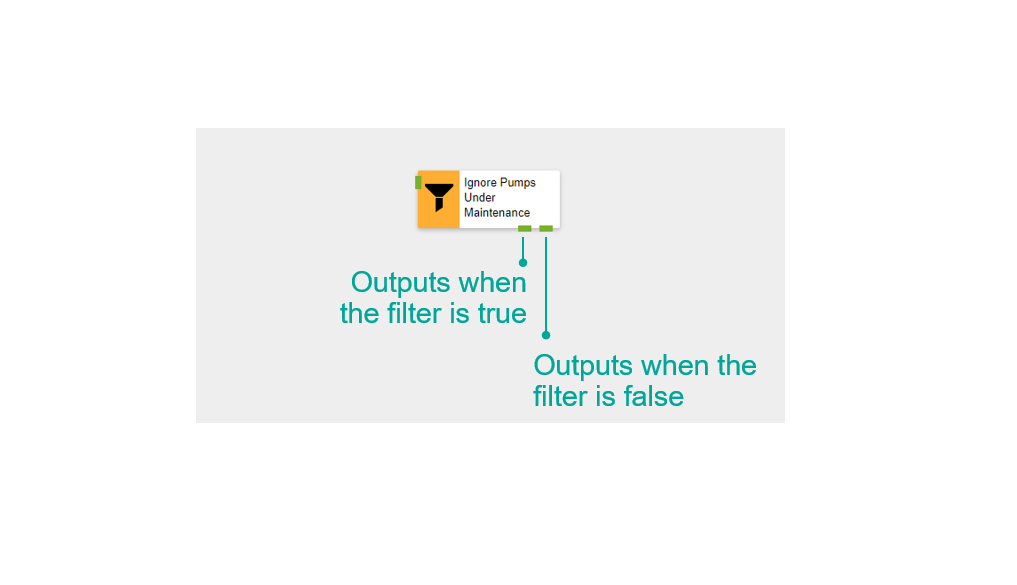 Ignore Pumps
Under
Maintenance
Outputs when
the filter is true
Outputs when the
filter is false